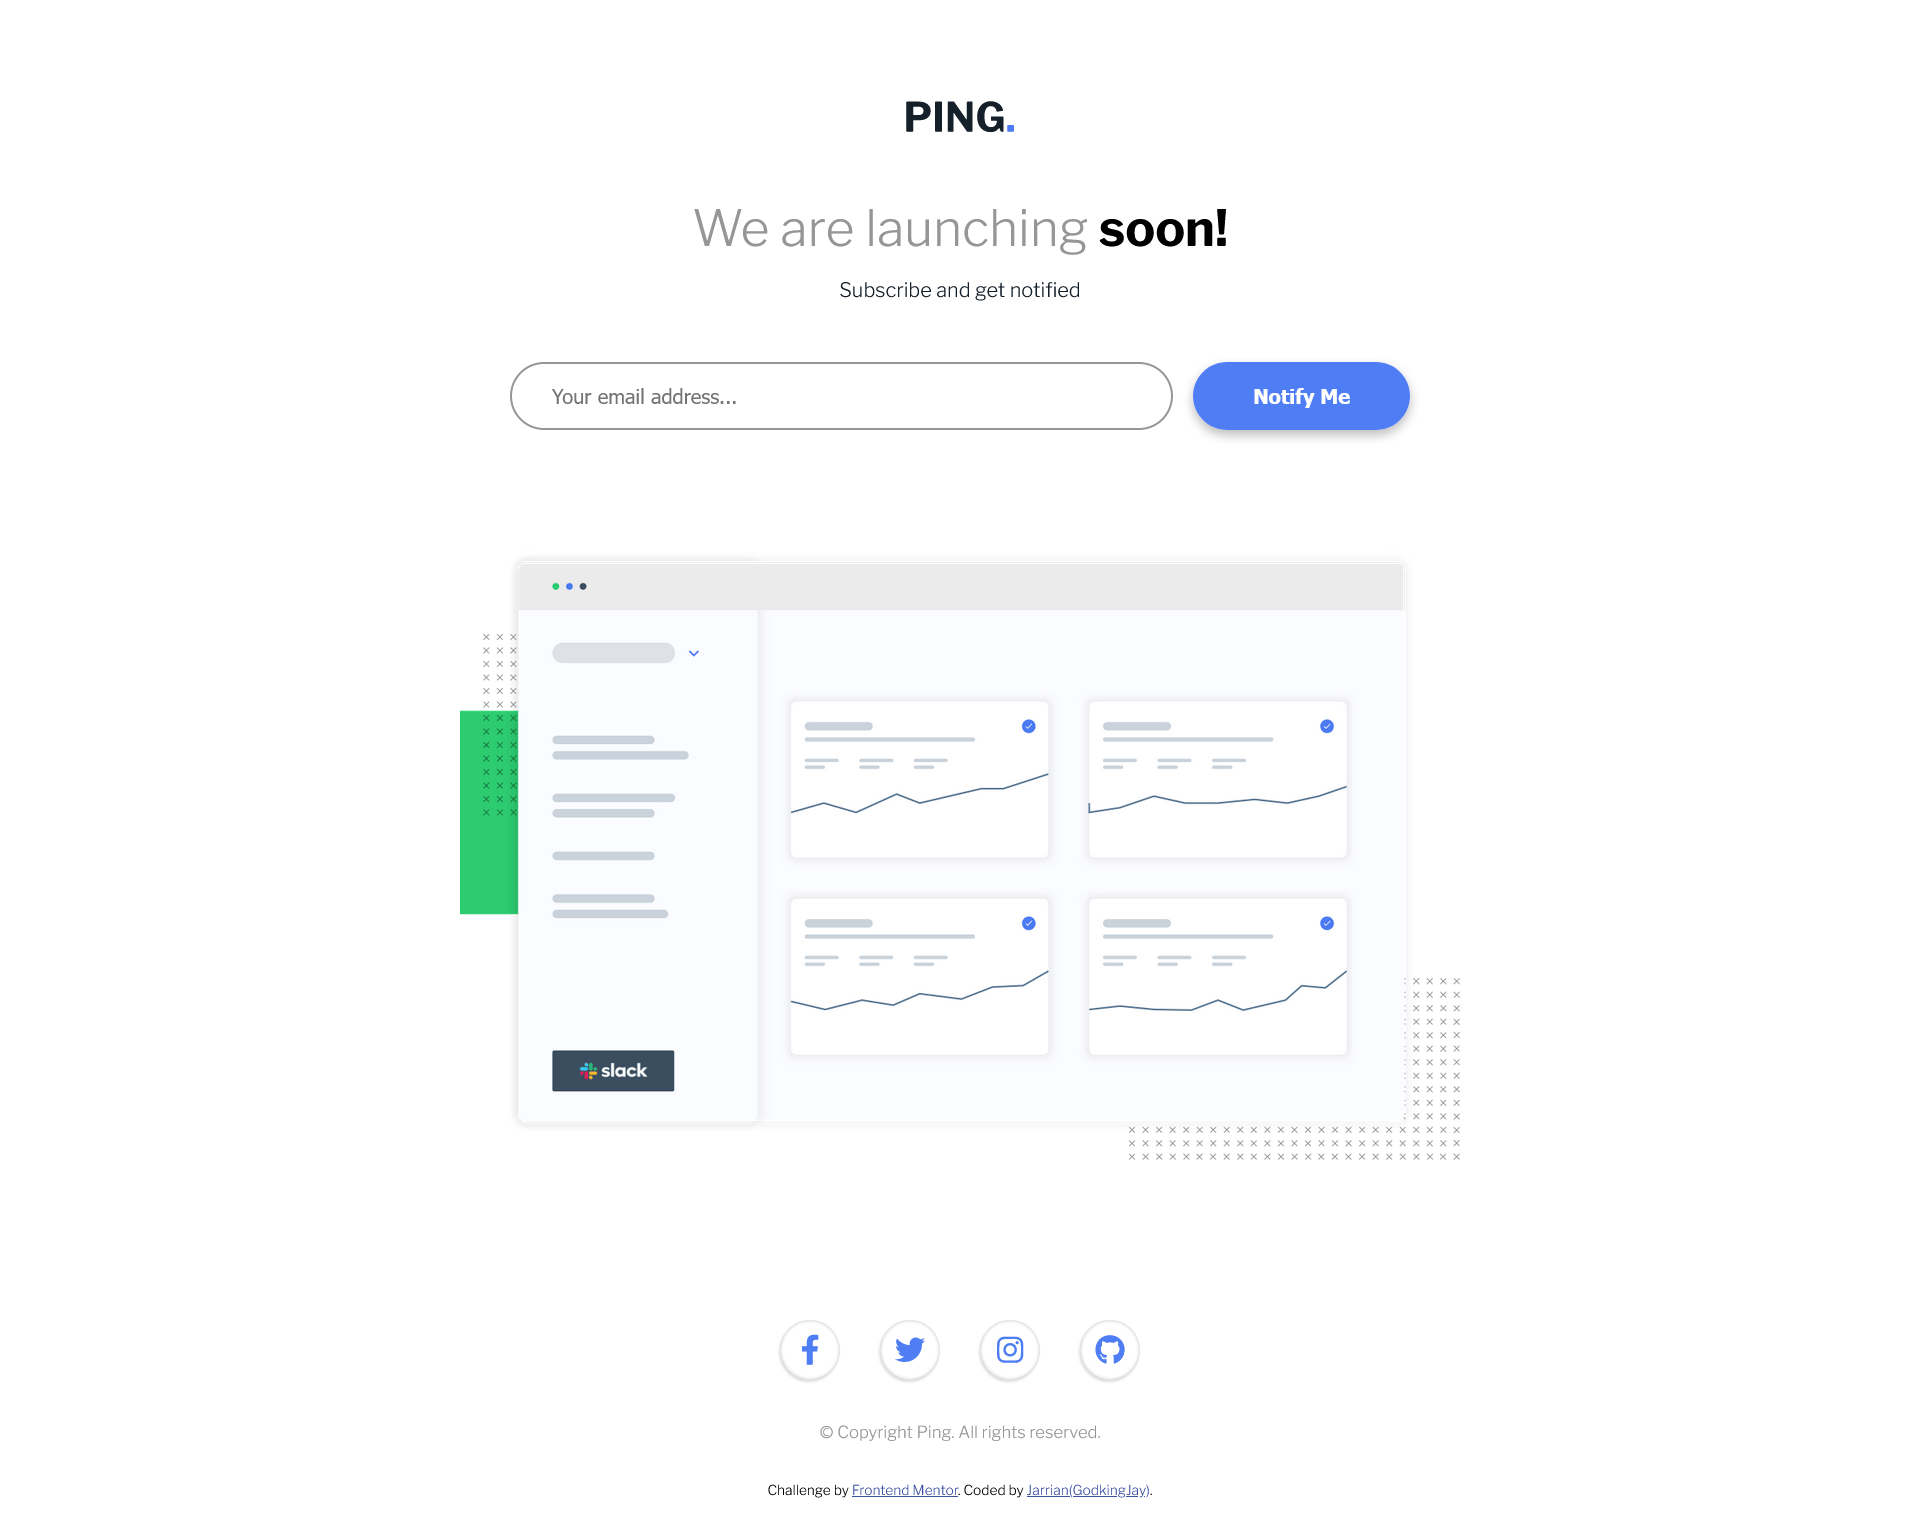 PING.
We are launching soon!
Subscribe and get notified
Your email address...
Notify Me
slack
© Copyright Ping. All rights reserved.
Challenge by Frontend Mentor. Coded by Jarrian(GodkingJay).